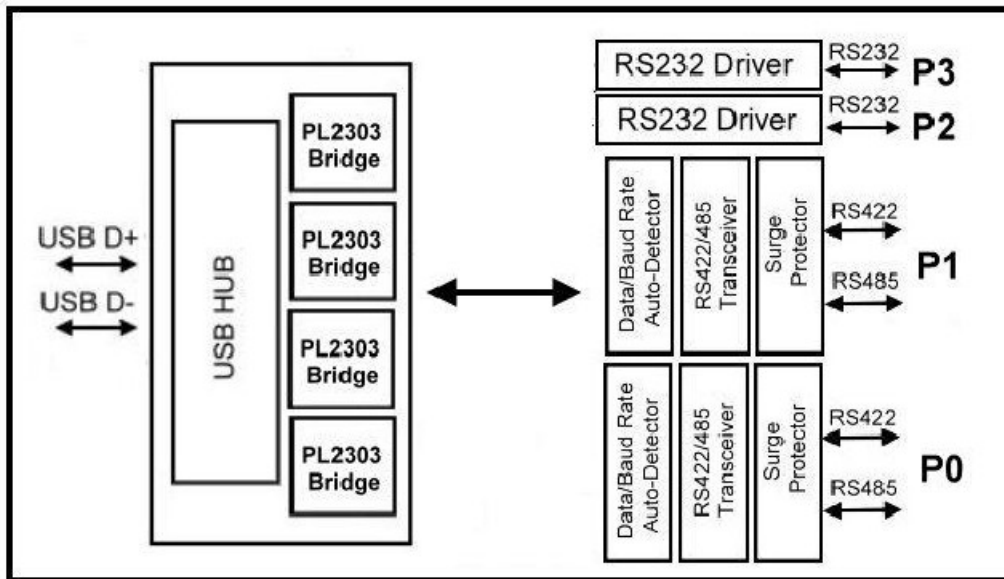 USB D+
USB D-
USB HUB
PL2303
Bridge
PL2303
Bridge
PL2303
Bridge
PL2303
Bridge
RS232 Driver
RS232
P3
RS232 Driver
RS232
P2
Data/Baud Rate
Auto-Detector
RS422/485
Transceiver
Surge
Protector
RS422
RS485
P1
Data/Baud Rate
Auto-Detector
RS422/485
Transceiver
Surge
Protector
RS422
RS485
P0